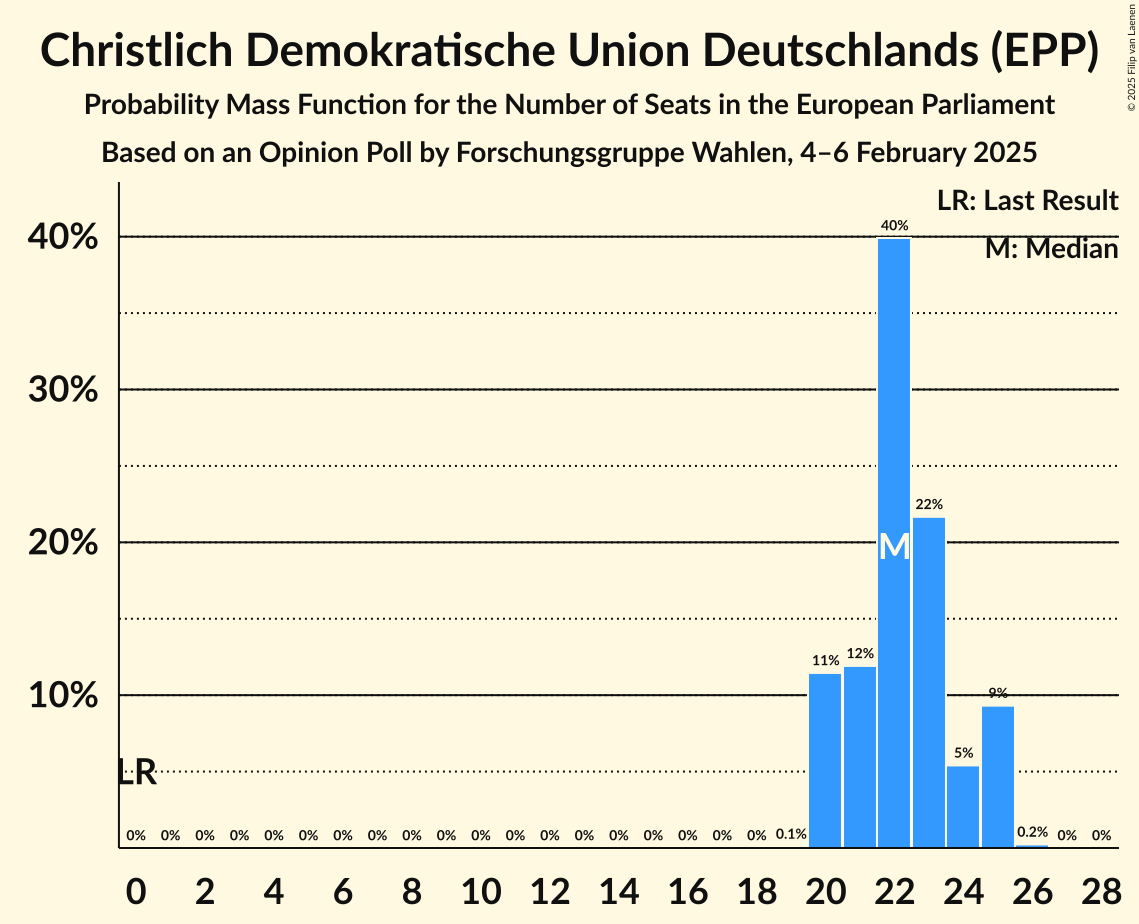 Christlich Demokratische Union Deutschlands (EPP)
Probability Mass Function for the Number of Seats in the European Parliament
Based on an Opinion Poll by Forschungsgruppe Wahlen, 4–6 February 2025
© 2025 Filip van Laenen
LR: Last Result
M: Median
40%
30%
20%
10%
40%
22%
M
11%
12%
9%
5%
LR
0% 0% 0% 0% 0% 0% 0% 0% 0% 0% 0% 0% 0% 0% 0% 0% 0% 0% 0% 0.1% 0.2% 0% 0%
0 2 4 6 8 10 12 14 16 18 20 22 24 26 28